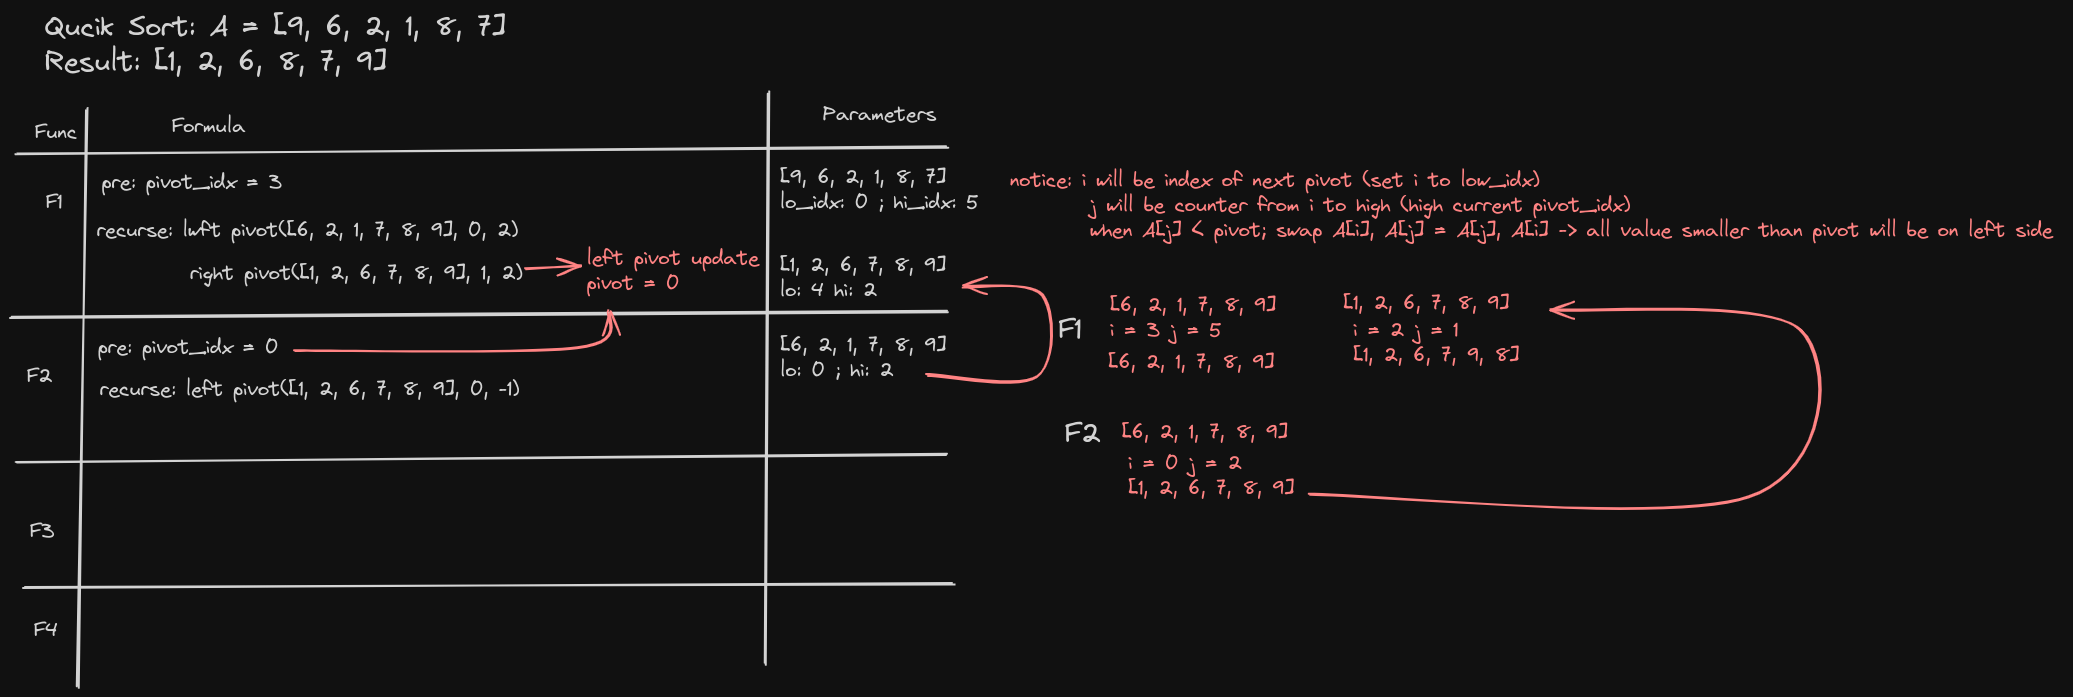 Qucik Sort: A = [9, 6, 2, 1, 8, 7]
Result: [1, 2, 6, 8, 7, 9]
Func
Formula
Parameters
F1
pre: pivot_idx = 3
recurse: lwft pivot([6, 2, 1, 7, 8, 9], 0, 2)
right pivot([1, 2, 6, 7, 8, 9], 1, 2)
left pivot update
pivot = 0
[9, 6, 2, 1, 8, 7]
lo_idx: 0 ; hi_idx: 5
[1, 2, 6, 7, 8, 9]
lo: 4 hi: 2
F2
pre: pivot_idx = 0
recurse: left pivot([1, 2, 6, 7, 8, 9], 0, -1)
[6, 2, 1, 7, 8, 9]
lo: 0 ; hi: 2
F3
F4
notice: i will be index of next pivot (set i to low_idx)
j will be counter from i to high (high current pivot_idx)
when A[j] < pivot; swap A[i], A[j] = A[j], A[i] -> all value smaller than pivot will be on left side
F1
[6, 2, 1, 7, 8, 9]
i = 3 j = 5
[6, 2, 1, 7, 8, 9]
[1, 2, 6, 7, 8, 9]
i = 2 j = 1
[1, 2, 6, 7, 9, 8]
F2
[6, 2, 1, 7, 8, 9]
i = 0 j = 2
[1, 2, 6, 7, 8, 9]